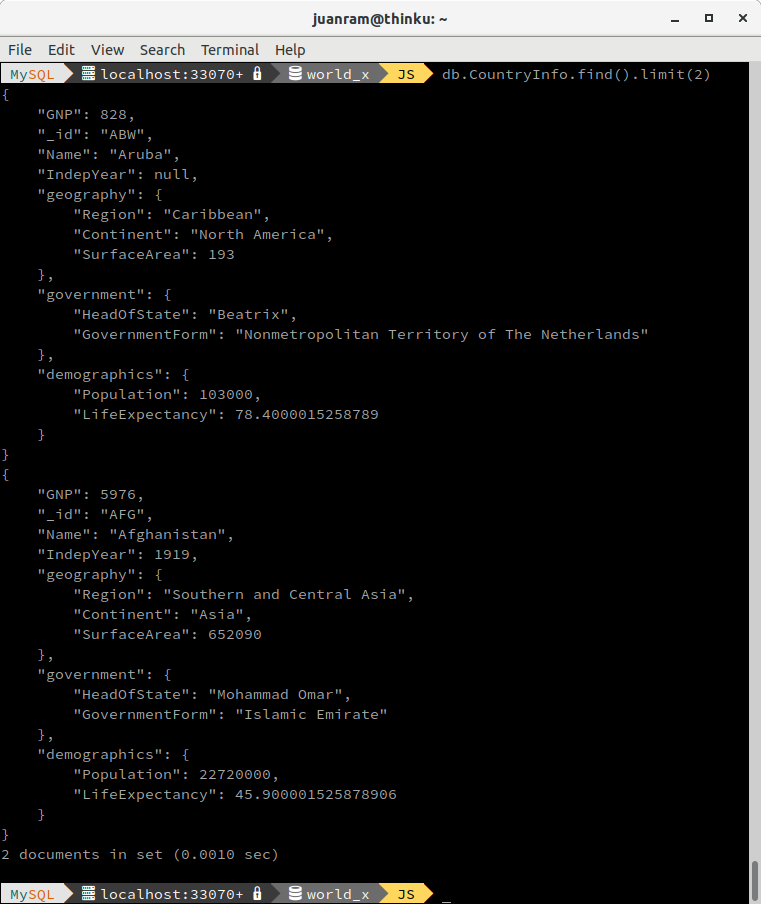 juanram@thinku: ~
File Edit View Search Terminal Help
MySQL localhost:33070+ world_x JS db.CountryInfo.find().limit(2)
{
    "GNP": 828,
    "_id": "ABW",
    "Name": "Aruba",
    "IndepYear": null,
    "geography": {
        "Region": "Caribbean",
        "Continent": "North America",
        "SurfaceArea": 193
    },
    "government": {
        "HeadOfState": "Beatrix",
        "GovernmentForm": "Nonmetropolitan Territory of The Netherlands"
    },
    "demographics": {
        "Population": 103000,
        "LifeExpectancy": 78.4000015258789
    }
}
{
    "GNP": 5976,
    "_id": "AFG",
    "Name": "Afghanistan",
    "IndepYear": 1919,
    "geography": {
        "Region": "Southern and Central Asia",
        "Continent": "Asia",
        "SurfaceArea": 652090
    },
    "government": {
        "HeadOfState": "Mohammad Omar",
        "GovernmentForm": "Islamic Emirate"
    },
    "demographics": {
        "Population": 22720000,
        "LifeExpectancy": 45.900001525878906
    }
}
2 documents in set (0.0010 sec)
MySQL localhost:33070+ world_x JS _